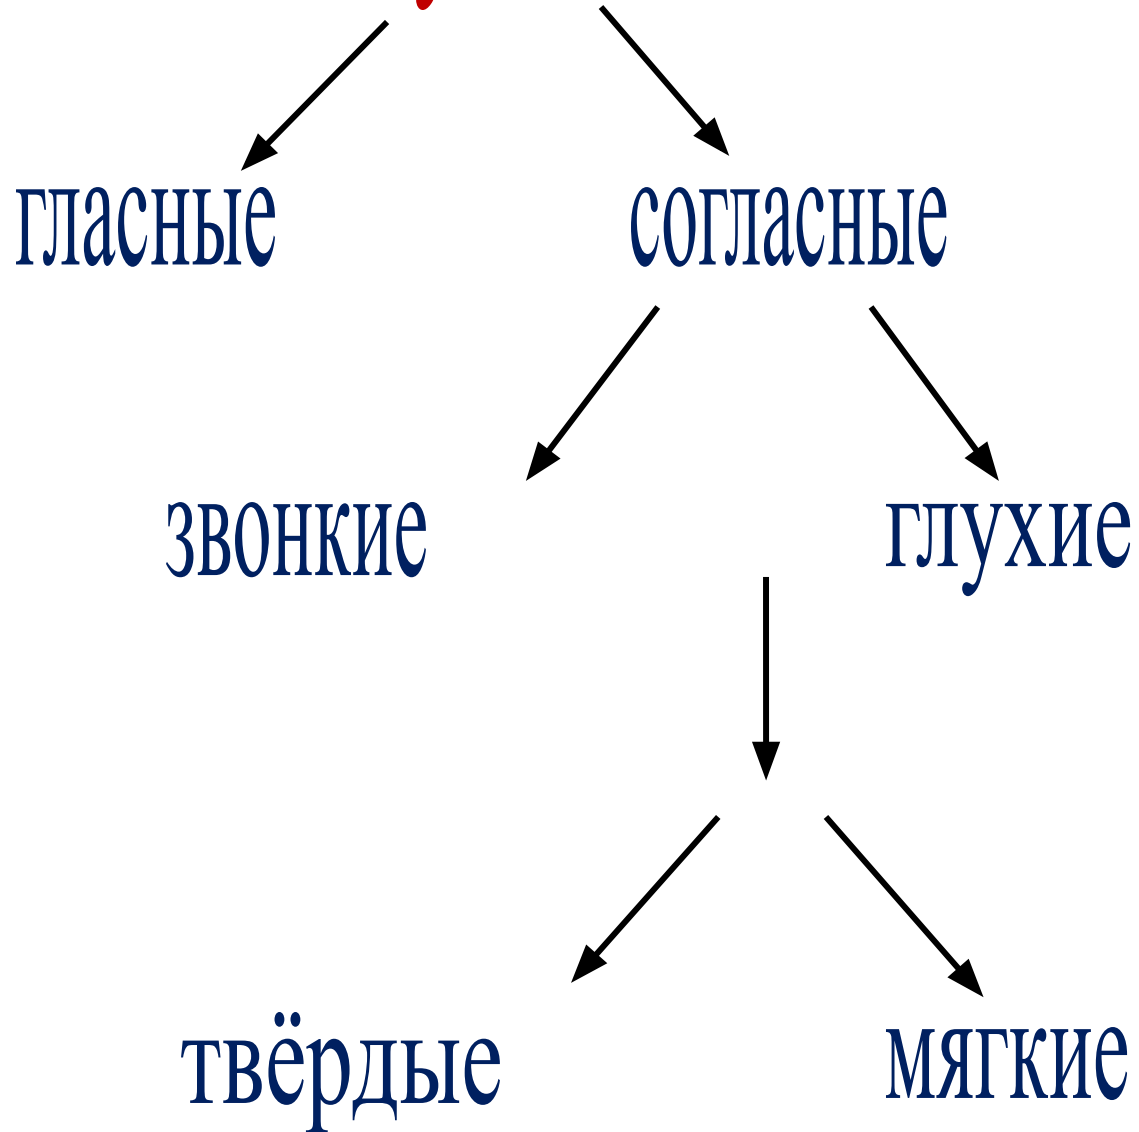 гласные согласные
звонкие глухие
твёрдые мягкие